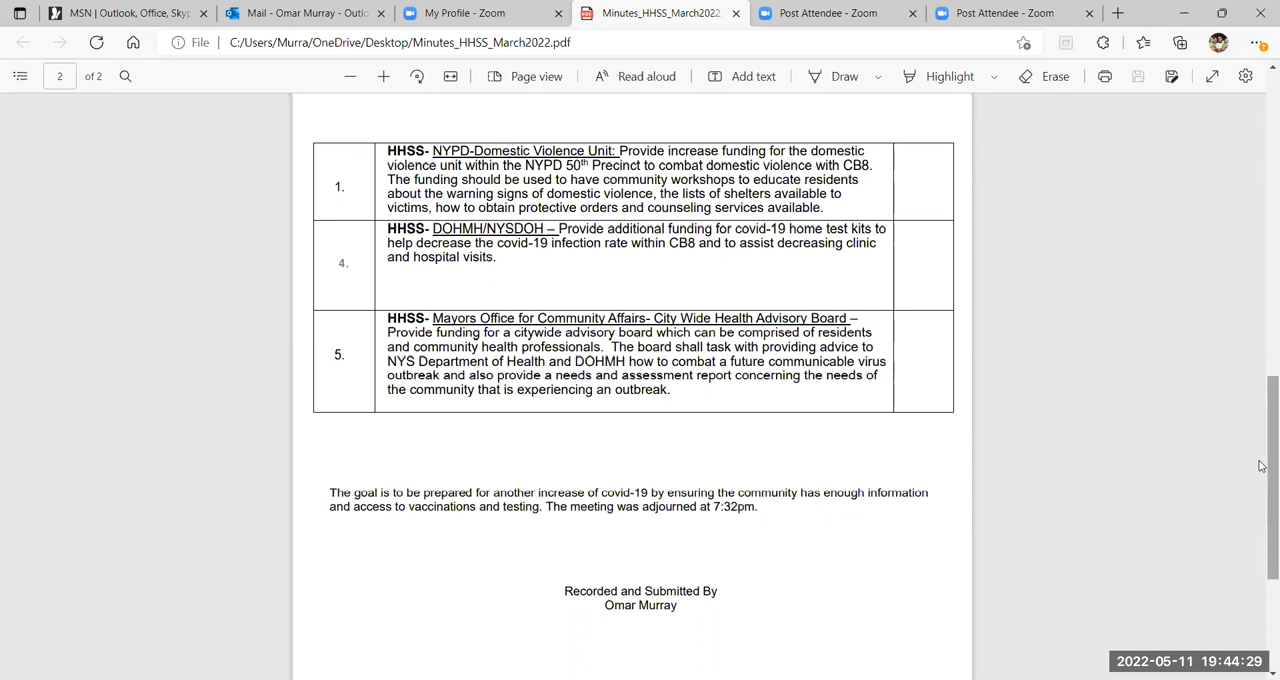 MSN | Outlook, Office, Sky
Mail - Omar Murray - Outlo
My Profile - Zoom
Minutes_HHSS_March2022.
Post Attendee - Zoom
Post Attendee - Zoom
File
C:/Users/Murra/OneDrive/Desktop/Minutes_HHSS_March2022.pdf
2 of 2
Page view
Read aloud
Add text
Draw
Highlight
Erase
HHSS- NYPD-Domestic Violence Unit: Provide increase funding for the domestic
violence unit within the NYPD 50th Precinct to combat domestic violence with CB8.
1. The funding should be used to have community workshops to educate residents
about the warning signs of domestic violence, the lists of shelters available to
victims, how to obtain protective orders and counseling services available.
HHSS- DOHMH/NYSDOH – Provide additional funding for covid-19 home test kits to
help decrease the covid-19 infection rate within CB8 and to assist decreasing clinic
4. and hospital visits.
HHSS- Mayors Office for Community Affairs- City Wide Health Advisory Board –
Provide funding for a citywide advisory board which can be comprised of residents
5. and community health professionals. The board shall task with providing advice to
NYS Department of Health and DOHMH how to combat a future communicable virus
outbreak and also provide a needs and assessment report concerning the needs of
the community that is experiencing an outbreak.
The goal is to be prepared for another increase of covid-19 by ensuring the community has enough information
and access to vaccinations and testing. The meeting was adjourned at 7:32pm.
Recorded and Submitted By
Omar Murray
2022-05-11 19:44:29